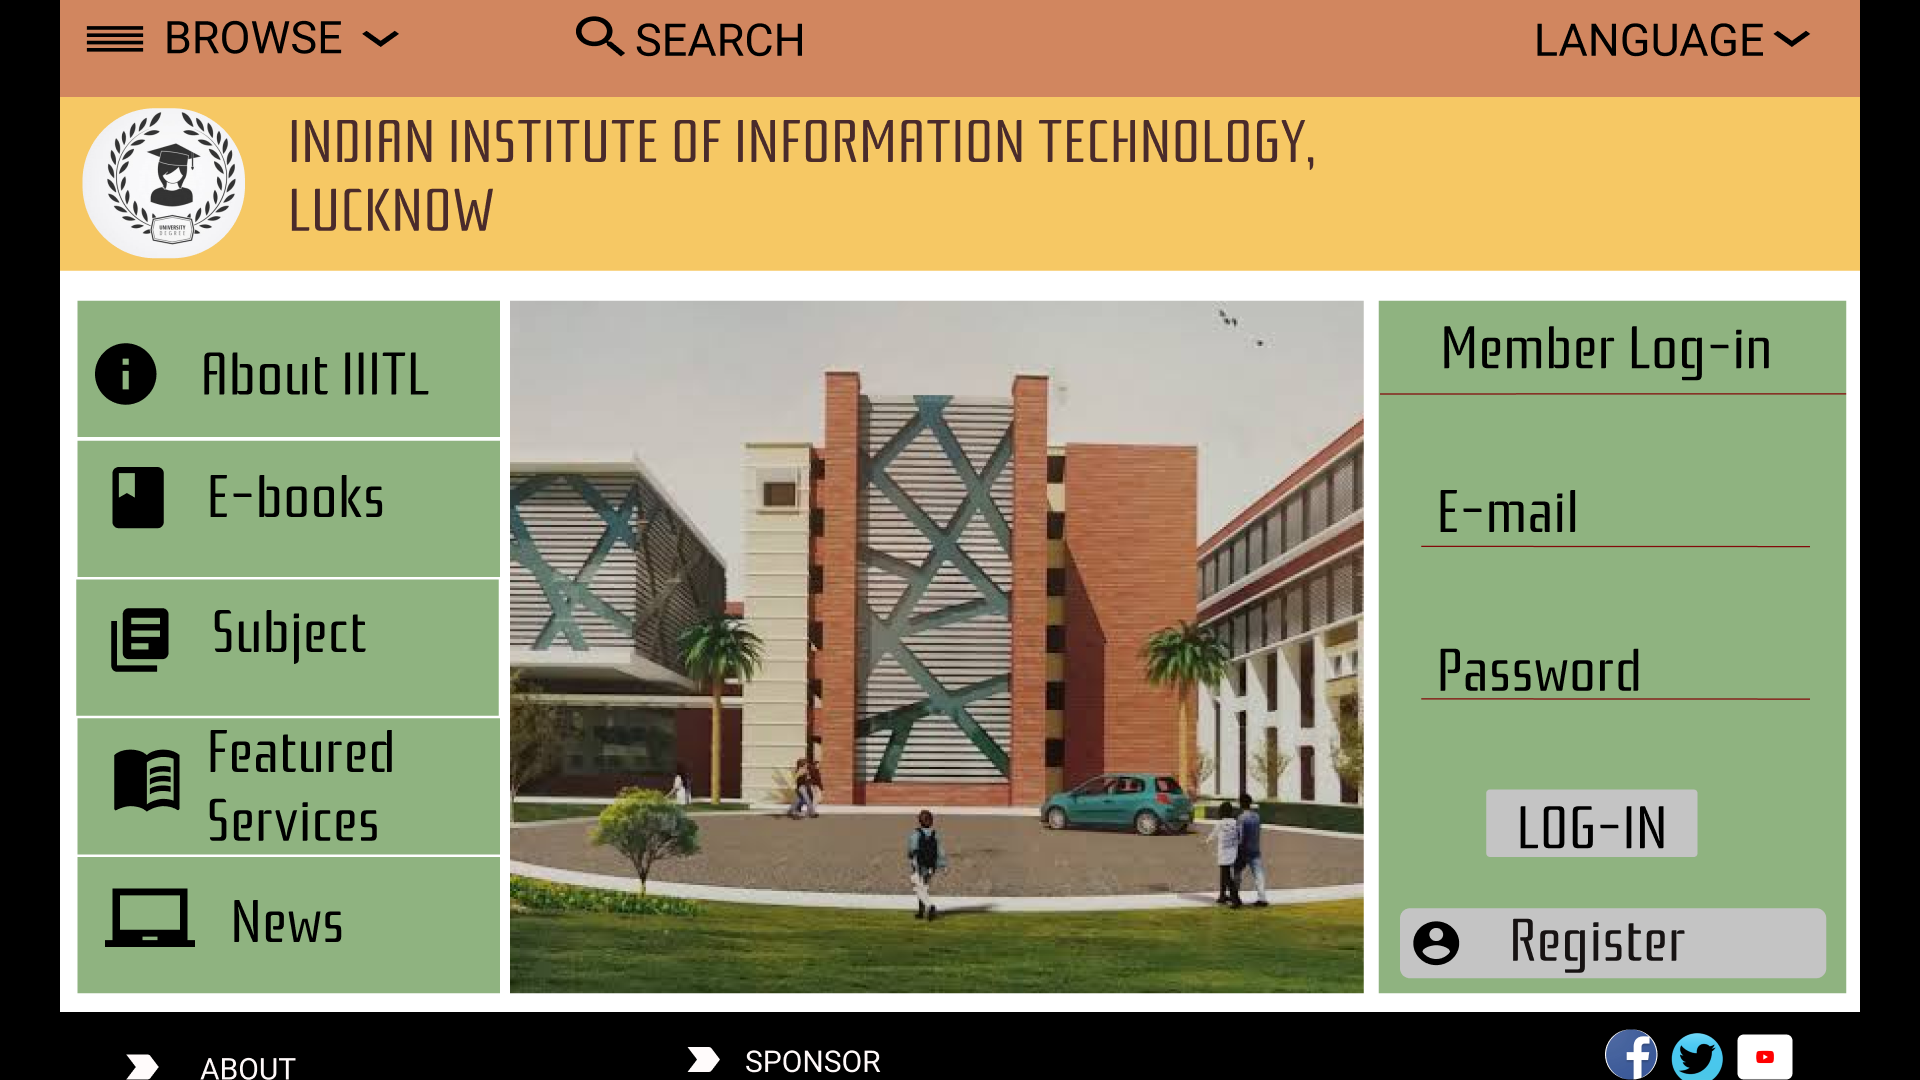 BROWSE
SEARCH
LANGUAGE
UNIVERSITY
DEGREE
INDIAN INSTITUTE OF INFORMATION TECHNOLOGY,
LUCKNOW
About IIITL
E-books
Subject
Featured
Services
News
Member Log-in
E-mail
Password
LOG-IN
Register
ABOUT
SPONSOR